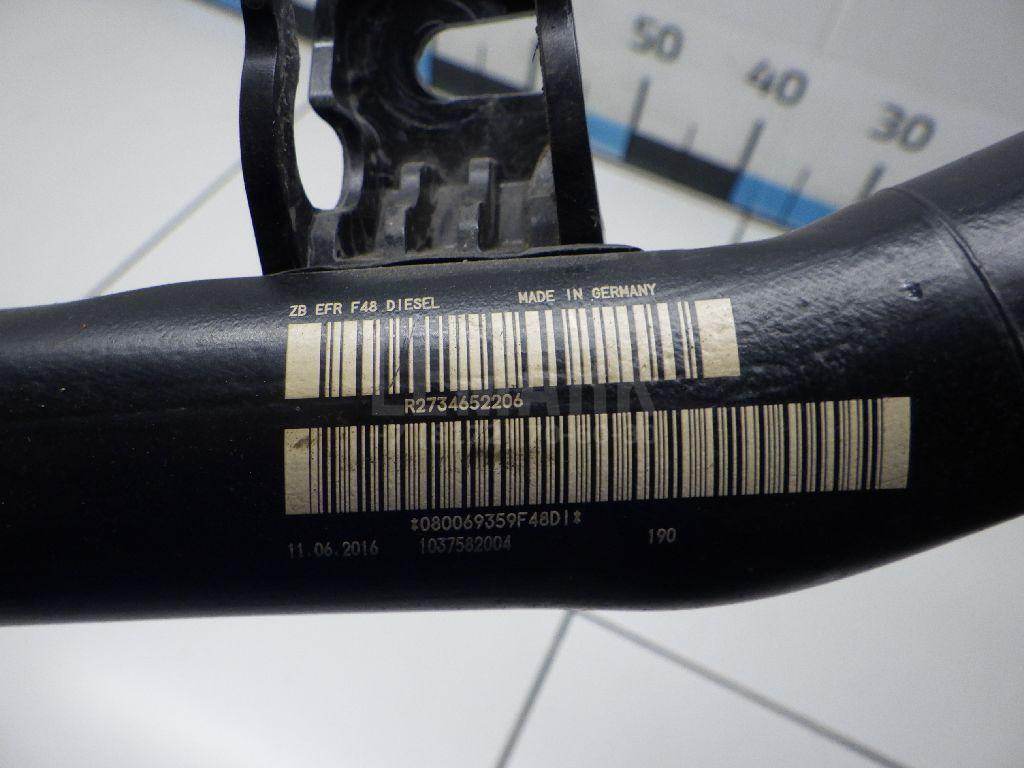 50 40 30
ZB EFR F48 DIESEL MADE IN GERMANY
R2734652206
*080069359F48DI*
11.06.2016 1037582004 190